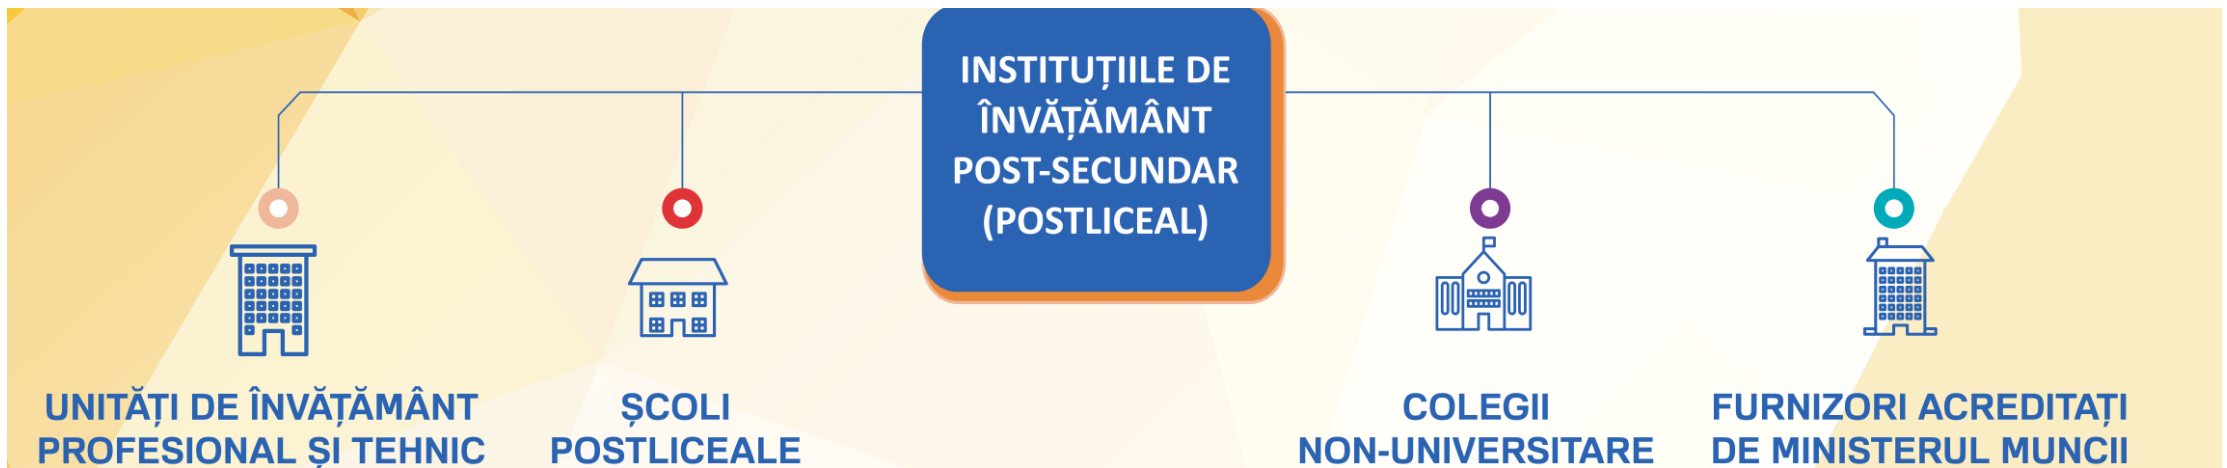 INSTITUȚIILE DE
ÎNVĂȚĂMÂNT
POST-SECUNDAR
(POSTLICEAL)
UNITĂȚI DE ÎNVĂȚĂMÂNT
PROFESIONAL ȘI TEHNIC
ȘCOLI
POSTLICEALE
COLEGII
NON-UNIVERSITARE
FURNIZORI ACREDITAȚI
DE MINISTERUL MUNCII